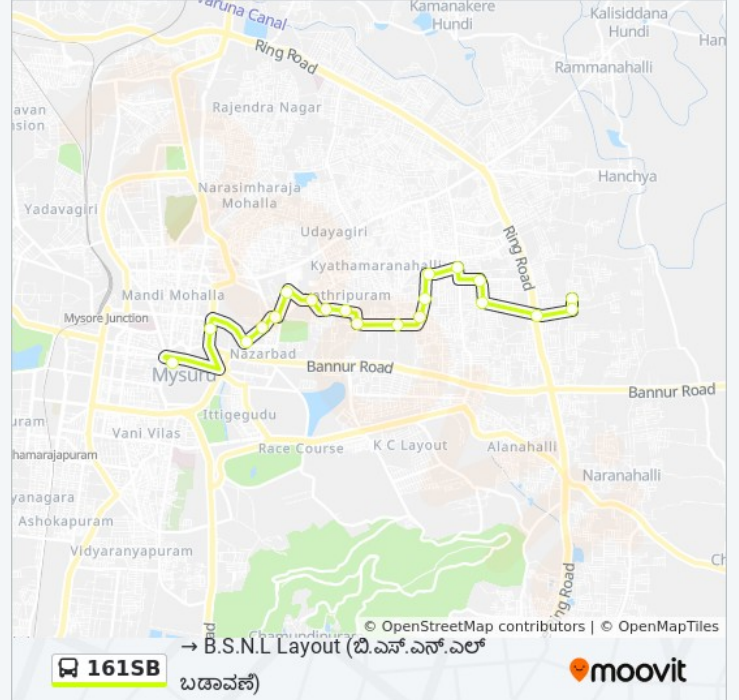 Varuna Canal
Kamanakere
Hundi
Kalisiddana
Hundi
Ring Road
Rammanahalli
Rajendra Nagar
Hanchya
Narasimharaja
Mohalla
Yadavagiri
Udayagiri
Ring Road
Kyathamaranahalli
Mandi Mohalla
Mysore Junction
Nazarbad
Bannur Road
Mysuru
Bannur Road
Ittigegudu
Vani Vilas
Race Course
K C Layout
Alanahalli
Naranahalli
Ashokapuram
Vidyaranyapuram
© OpenStreetMap contributors | © OpenMapTiles
161SB
→ B.S.N.L Layout (ಬಿ.ಎಸ್.ಎನ್.ಎಲ್
ಬಡಾವಣೆ)
moovit